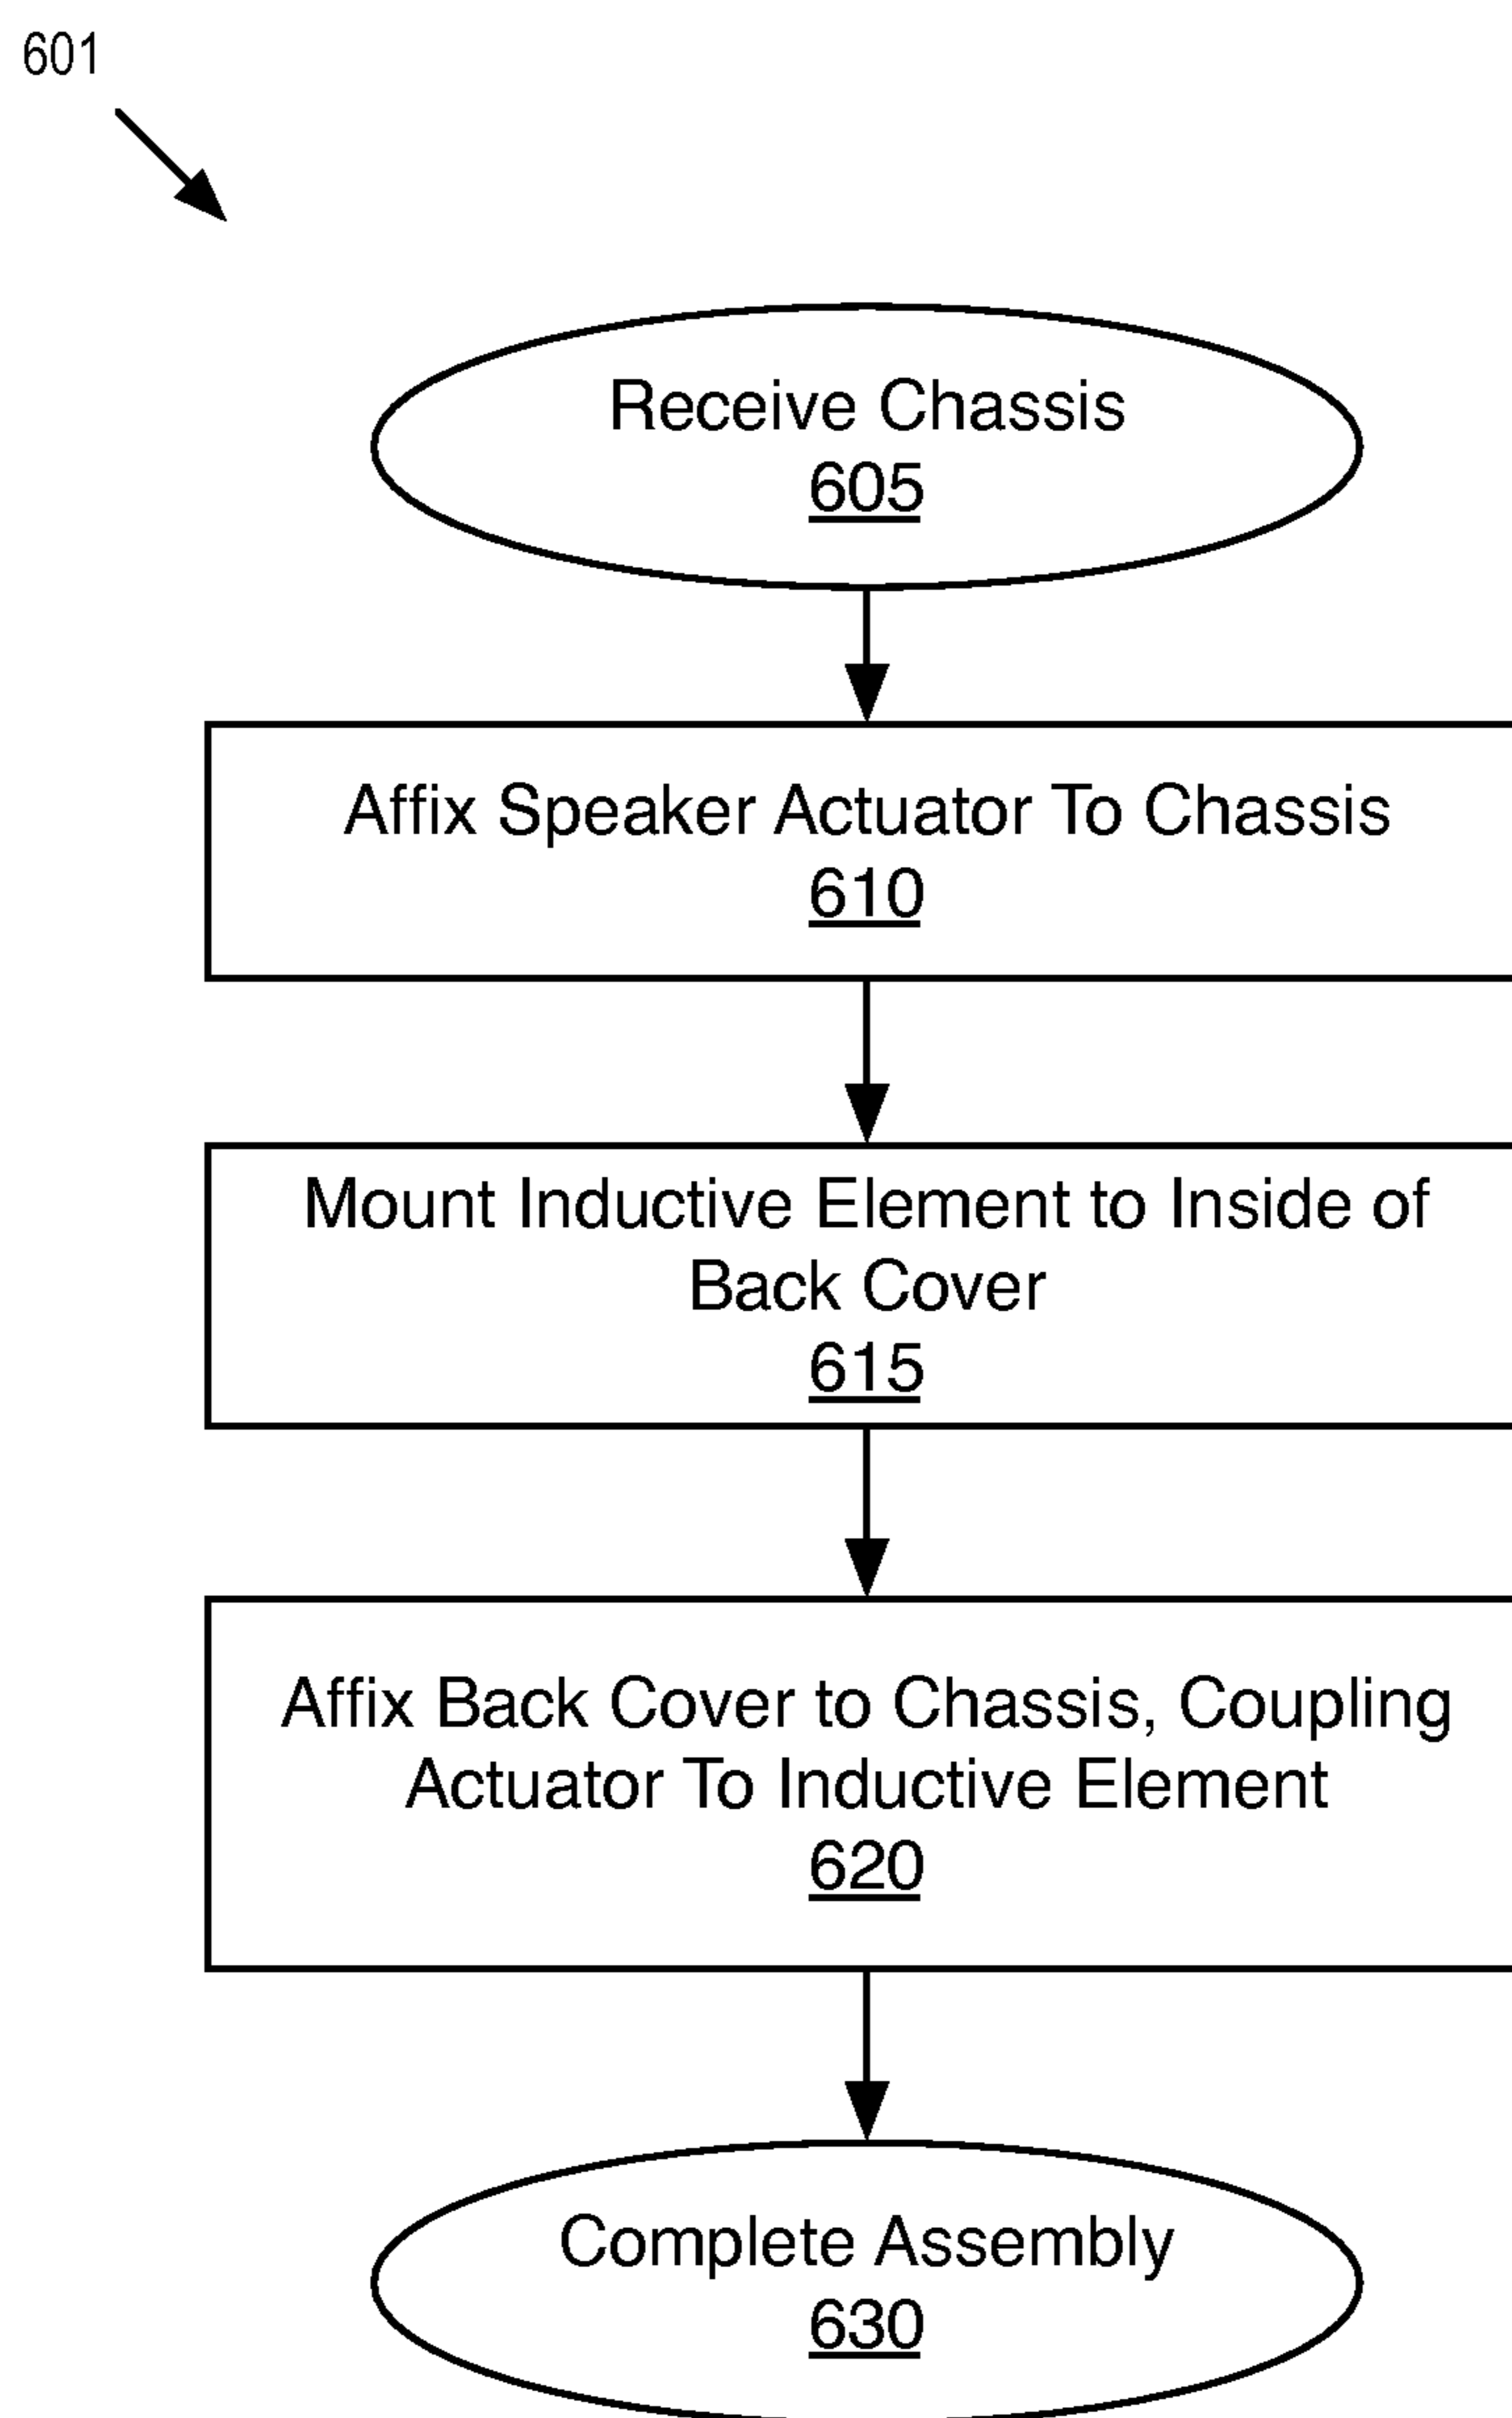 601
Receive Chassis
605
Affix Speaker Actuator To Chassis
610
Mount Inductive Element to Inside of
Back Cover
615
Affix Back Cover to Chassis, Coupling
Actuator To Inductive Element
620
Complete Assembly
630